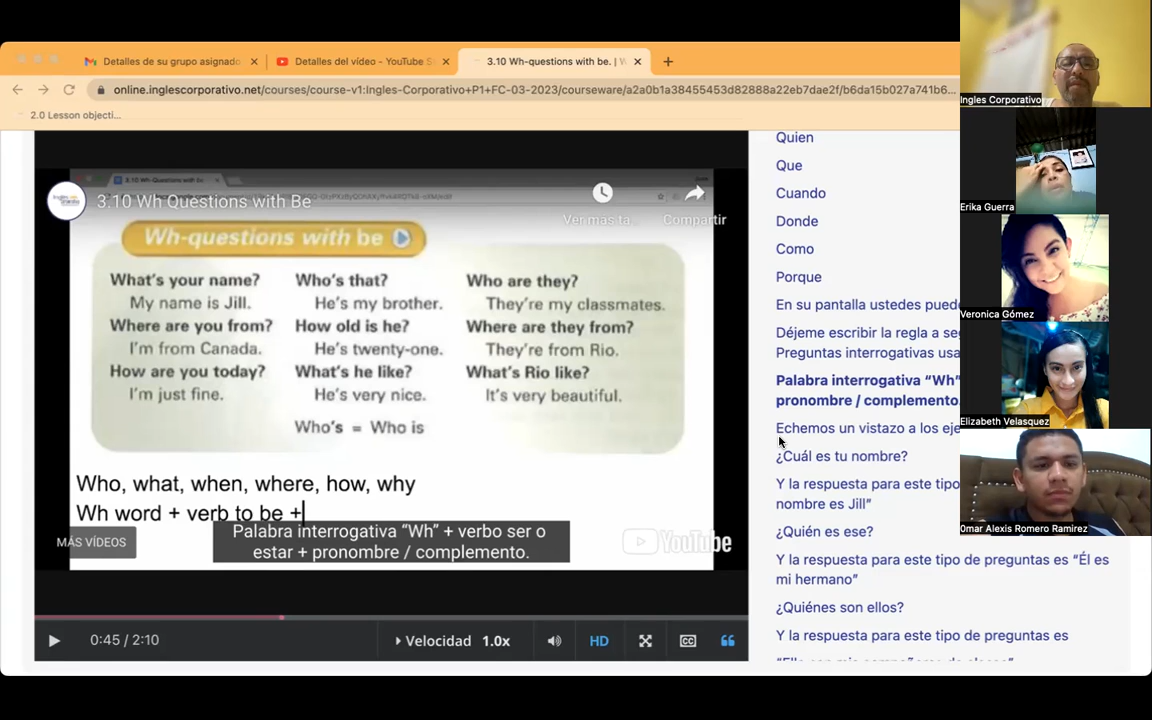 Detalles de su grupo asignado
Detalles del vídeo - YouTube S
3.10 Wh-questions with be. | W
online.inglescorporativo.net/courses/course-v1:Ingles-Corporativo+P1+FC-03-2023/courseware/a2a0b1a38455453d82888a22eb7dae2f/b6da15b027a741b6...
2.0 Lesson objecti...
3.10 Wh-Questions with Be
3.10 Wh Questions with Be
Ver más ta...
Compartir
Wh-questions with be
What's your name?
My name is Jill.
Where are you from?
I'm from Canada.
How are you today?
I'm just fine.
Who's that?
He's my brother.
How old is he?
He's twenty-one.
What's he like?
He's very nice.
Who's = Who is
Who are they?
They're my classmates.
Where are they from?
They're from Rio.
What's Rio like?
It's very beautiful.
Who, what, when, where, how, why
Wh word + verb to be +
Palabra interrogativa “Wh” + verbo ser o
estar + pronombre / complemento.
MÁS VÍDEOS
YouTube
0:45 / 2:10
Velocidad 1.0x
HD
CC
Quien
Que
Cuando
Donde
Como
Porque
En su pantalla ustedes puede
Déjeme escribir la regla a se
Preguntas interrogativas usa
Palabra interrogativa “Wh”
pronombre / complemento.
Echemos un vistazo a los eje
¿Cuál es tu nombre?
Y la respuesta para este tipo
nombre es Jill”
¿Quién es ese?
Y la respuesta para este tipo de preguntas es “Él es
mi hermano”
¿Quiénes son ellos?
Y la respuesta para este tipo de preguntas es
Ingles Corporativo
Erika Guerra
Veronica Gómez
Elizabeth Velasquez
Omar Alexis Romero Ramirez